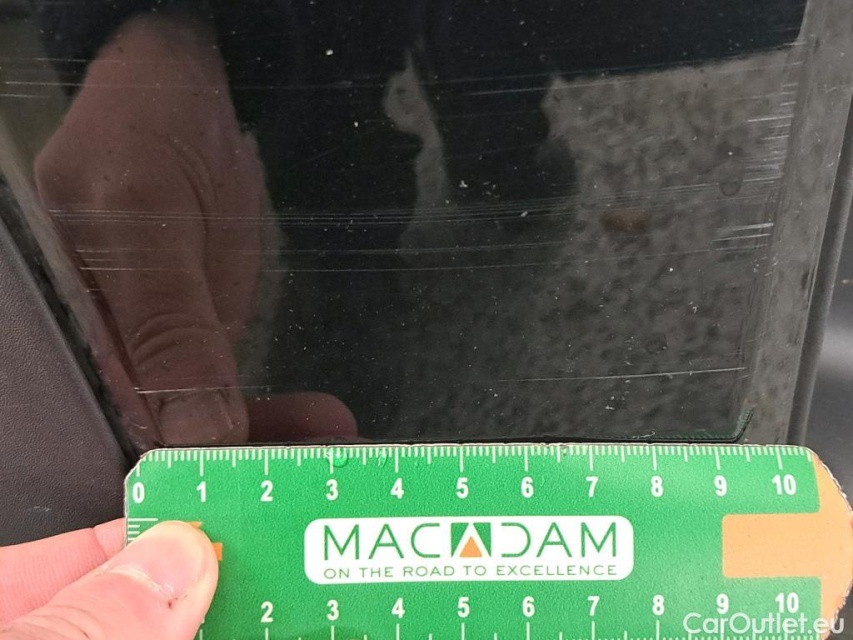 0 1 2 3 4 5 6 7 8 9 10
MACADAM
ON THE ROAD TO EXCELLENCE
2 3 4 5 6 7 8 9 10
CarOutlet.eu